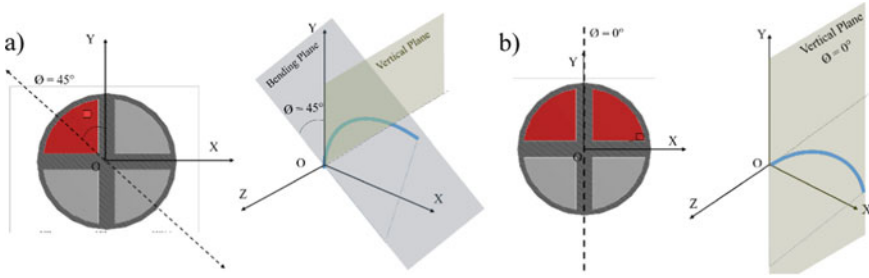 a)
Y
Ø = 45°
X
O
Y
Bending Plane
Vertical Plane
Ø = 45°
O
Z
X
b)
Ø = 0°
Y
X
O
Y
Vertical Plane
Ø = 0°
O
Z
X